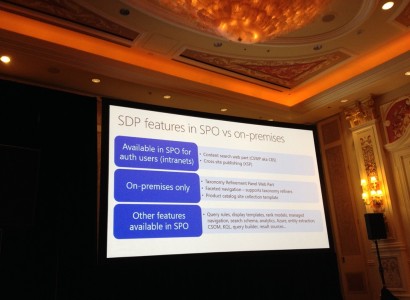 SDP features in SPO vs on-premises
Available in SPO for
auth users (intranets)
• Content search web part (CSWP aka CBS)
• Cross-site publishing (XSP)
On-premises only
• Taxonomy Refinement Panel Web Part
• Faceted navigation – supports taxonomy refiners
• Product catalog site collection template
Other features
available in SPO
• Query rules, display templates, rank models, managed
navigation, search schema, analytics, entity extraction
CSOM, KQL, query builder, result sources...